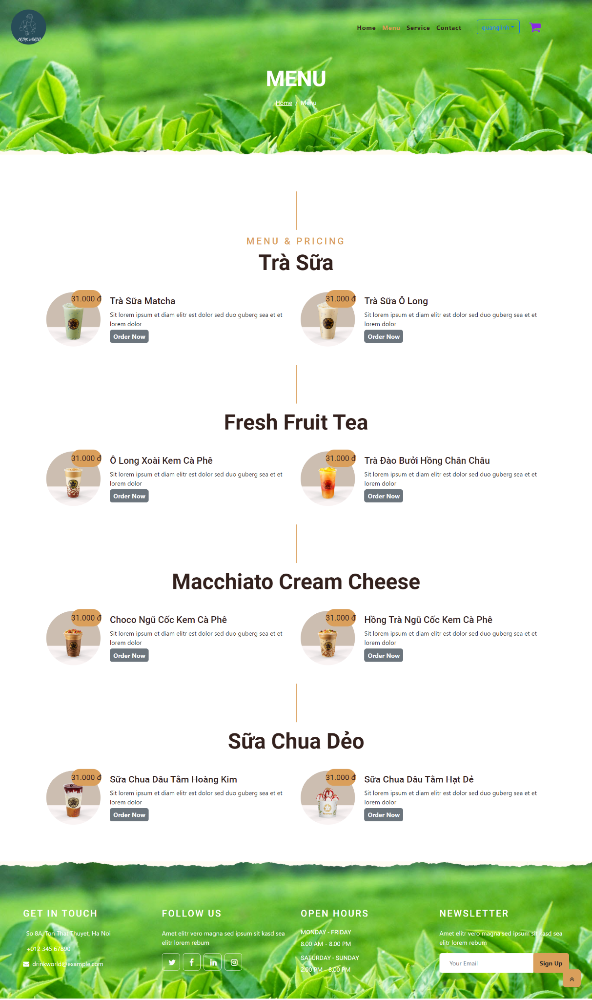 DRINK WORLD
Home Menu Service Contact quanglinh
MENU
Home / Menu
MENU & PRICING
Trà Sữa
31.000 đ
Trà Sữa Matcha
Sit lorem ipsum et diam elitr est dolor sed duo guberg sea et et
lorem dolor
Order Now
31.000 đ
Trà Sữa Ô Long
Sit lorem ipsum et diam elitr est dolor sed duo guberg sea et et
lorem dolor
Order Now
Fresh Fruit Tea
31.000 đ
Ô Long Xoài Kem Cà Phê
Sit lorem ipsum et diam elitr est dolor sed duo guberg sea et et
lorem dolor
Order Now
31.000 đ
Trà Đào Bưởi Hồng Chân Châu
Sit lorem ipsum et diam elitr est dolor sed duo guberg sea et et
lorem dolor
Order Now
Macchiato Cream Cheese
31.000 đ
Choco Ngũ Cốc Kem Cà Phê
Sit lorem ipsum et diam elitr est dolor sed duo guberg sea et et
lorem dolor
Order Now
31.000 đ
Hồng Trà Ngũ Cốc Kem Cà Phê
Sit lorem ipsum et diam elitr est dolor sed duo guberg sea et et
lorem dolor
Order Now
Sữa Chua Dẻo
31.000 đ
Sữa Chua Dâu Tằm Hoàng Kim
Sit lorem ipsum et diam elitr est dolor sed duo guberg sea et et
lorem dolor
Order Now
31.000 đ
Sữa Chua Dâu Tằm Hạt Dẻ
Sit lorem ipsum et diam elitr est dolor sed duo guberg sea et et
lorem dolor
Order Now
GET IN TOUCH
So 8A, Ton That Thuyet, Ha Noi
+012 345 67890
drinkworld@example.com
FOLLOW US
Amet elitr vero magna sed ipsum sit kasd sea
elitr lorem rebum
OPEN HOURS
MONDAY - FRIDAY
8.00 AM - 8.00 PM
SATURDAY - SUNDAY
2.00 PM - 8.00 PM
NEWSLETTER
Amet elitr vero magna sed ipsum sit kasd sea
elitr lorem rebum
Your Email
Sign Up